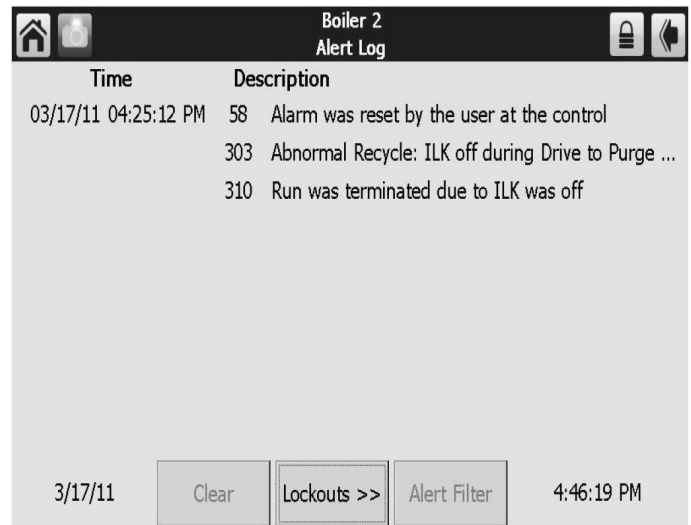 Boiler 2
Alert Log
Time Description
03/17/11 04:25:12 PM 58 Alarm was reset by the user at the control
303 Abnormal Recycle: ILK off during Drive to Purge ...
310 Run was terminated due to ILK was off
3/17/11 Clear Lockouts >> Alert Filter 4:46:19 PM